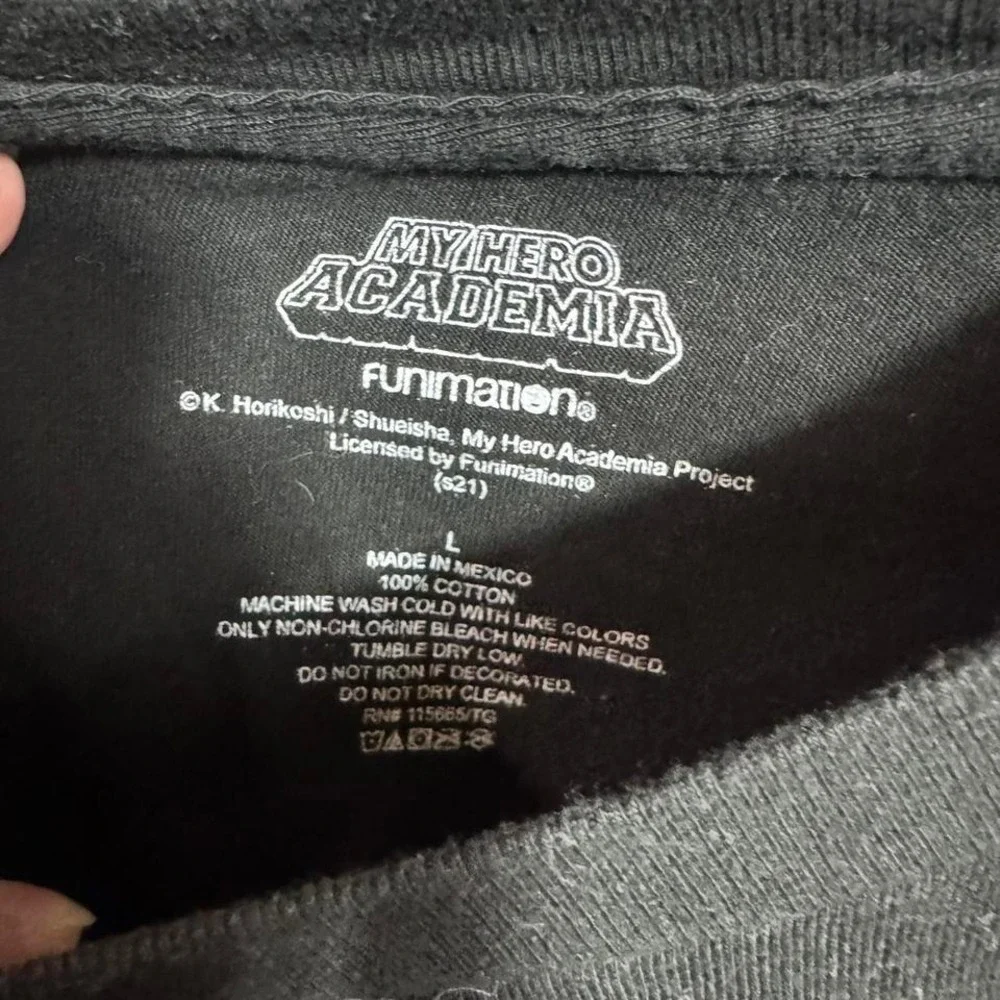 MY HERO
ACADEMIA
FUNIMATION®
©K. Horikoshi / Shueisha, My Hero Academia Project
Licensed by Funimation®
(s21)
L
MADE IN MEXICO
100% COTTON
MACHINE WASH COLD WITH LIKE COLORS
ONLY NON-CHLORINE BLEACH WHEN NEEDED.
TUMBLE DRY LOW.
DO NOT IRON IF DECORATED.
DO NOT DRY CLEAN.
RN# 115665/TG